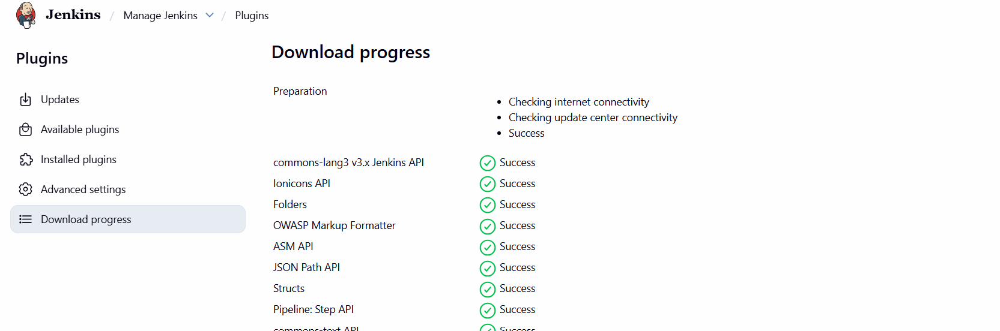 Jenkins / Manage Jenkins / Plugins
Plugins
Updates
Available plugins
Installed plugins
Advanced settings
Download progress
Download progress
Preparation
• Checking internet connectivity
• Checking update center connectivity
• Success
commons-lang3 v3.x Jenkins API Success
Ionicons API Success
Folders Success
OWASP Markup Formatter Success
ASM API Success
JSON Path API Success
Structs Success
Pipeline: Step API Success
commons-text API Success